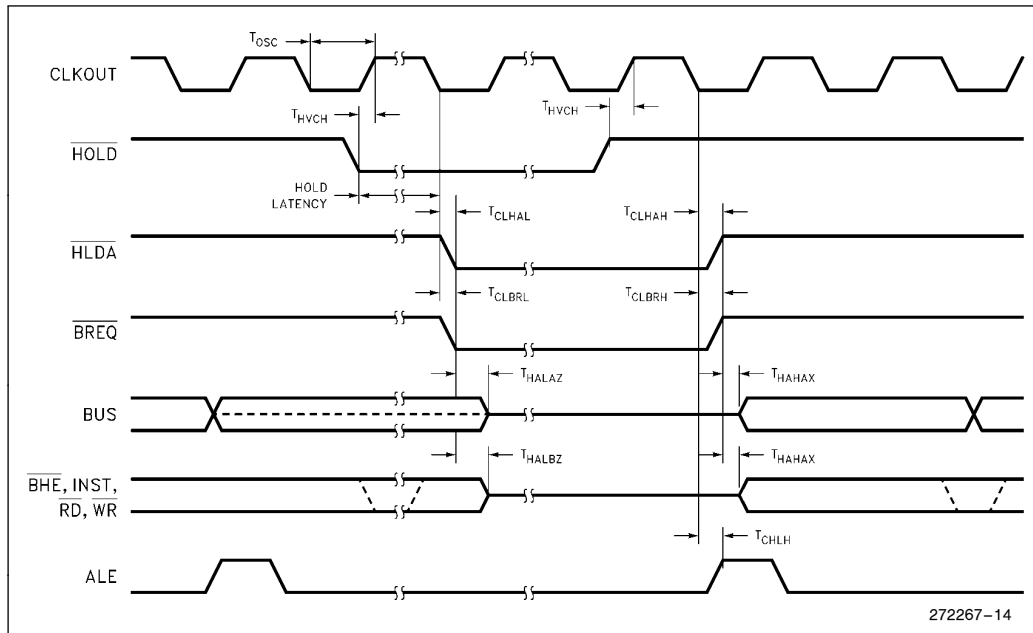 TOSC
CLKOUT
THVCH
THVCH
HOLD
HOLD
LATENCY
TCLHAL
TCLHAH
HLDA
TCLBRL
TCLBRH
BREQ
THALAZ
THAHAX
BUS
THALBZ
THAHAX
BHE, INST,
RD, WR
TCHLH
ALE
272267-14